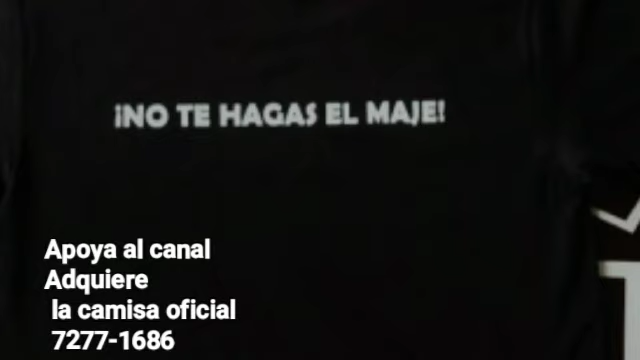 ¡NO TE HAGAS EL MAJE!
Apoya al canal
Adquiere
la camisa oficial
7277-1686